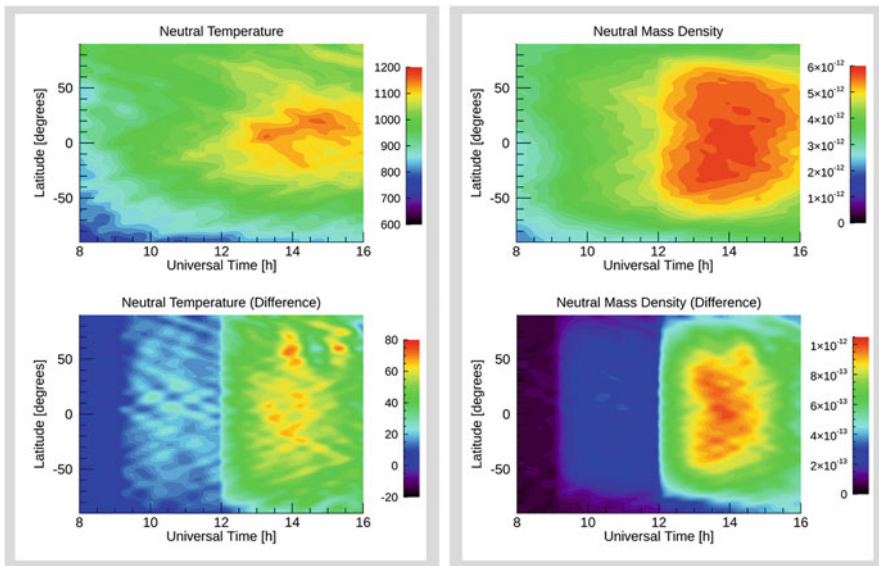 Neutral Temperature
Latitude [degrees]
50
0
-50
8 10 12 14 16
Universal Time [h]
1200
1100
1000
900
800
700
600
Neutral Mass Density
Latitude [degrees]
50
0
-50
8 10 12 14 16
Universal Time [h]
6×10⁻¹²
5×10⁻¹²
4×10⁻¹²
3×10⁻¹²
2×10⁻¹²
1×10⁻¹²
0
Neutral Temperature (Difference)
Latitude [degrees]
50
0
-50
8 10 12 14 16
Universal Time [h]
80
60
40
20
0
-20
Neutral Mass Density (Difference)
Latitude [degrees]
50
0
-50
8 10 12 14 16
Universal Time [h]
1×10⁻¹²
8×10⁻¹³
6×10⁻¹³
4×10⁻¹³
2×10⁻¹³
0